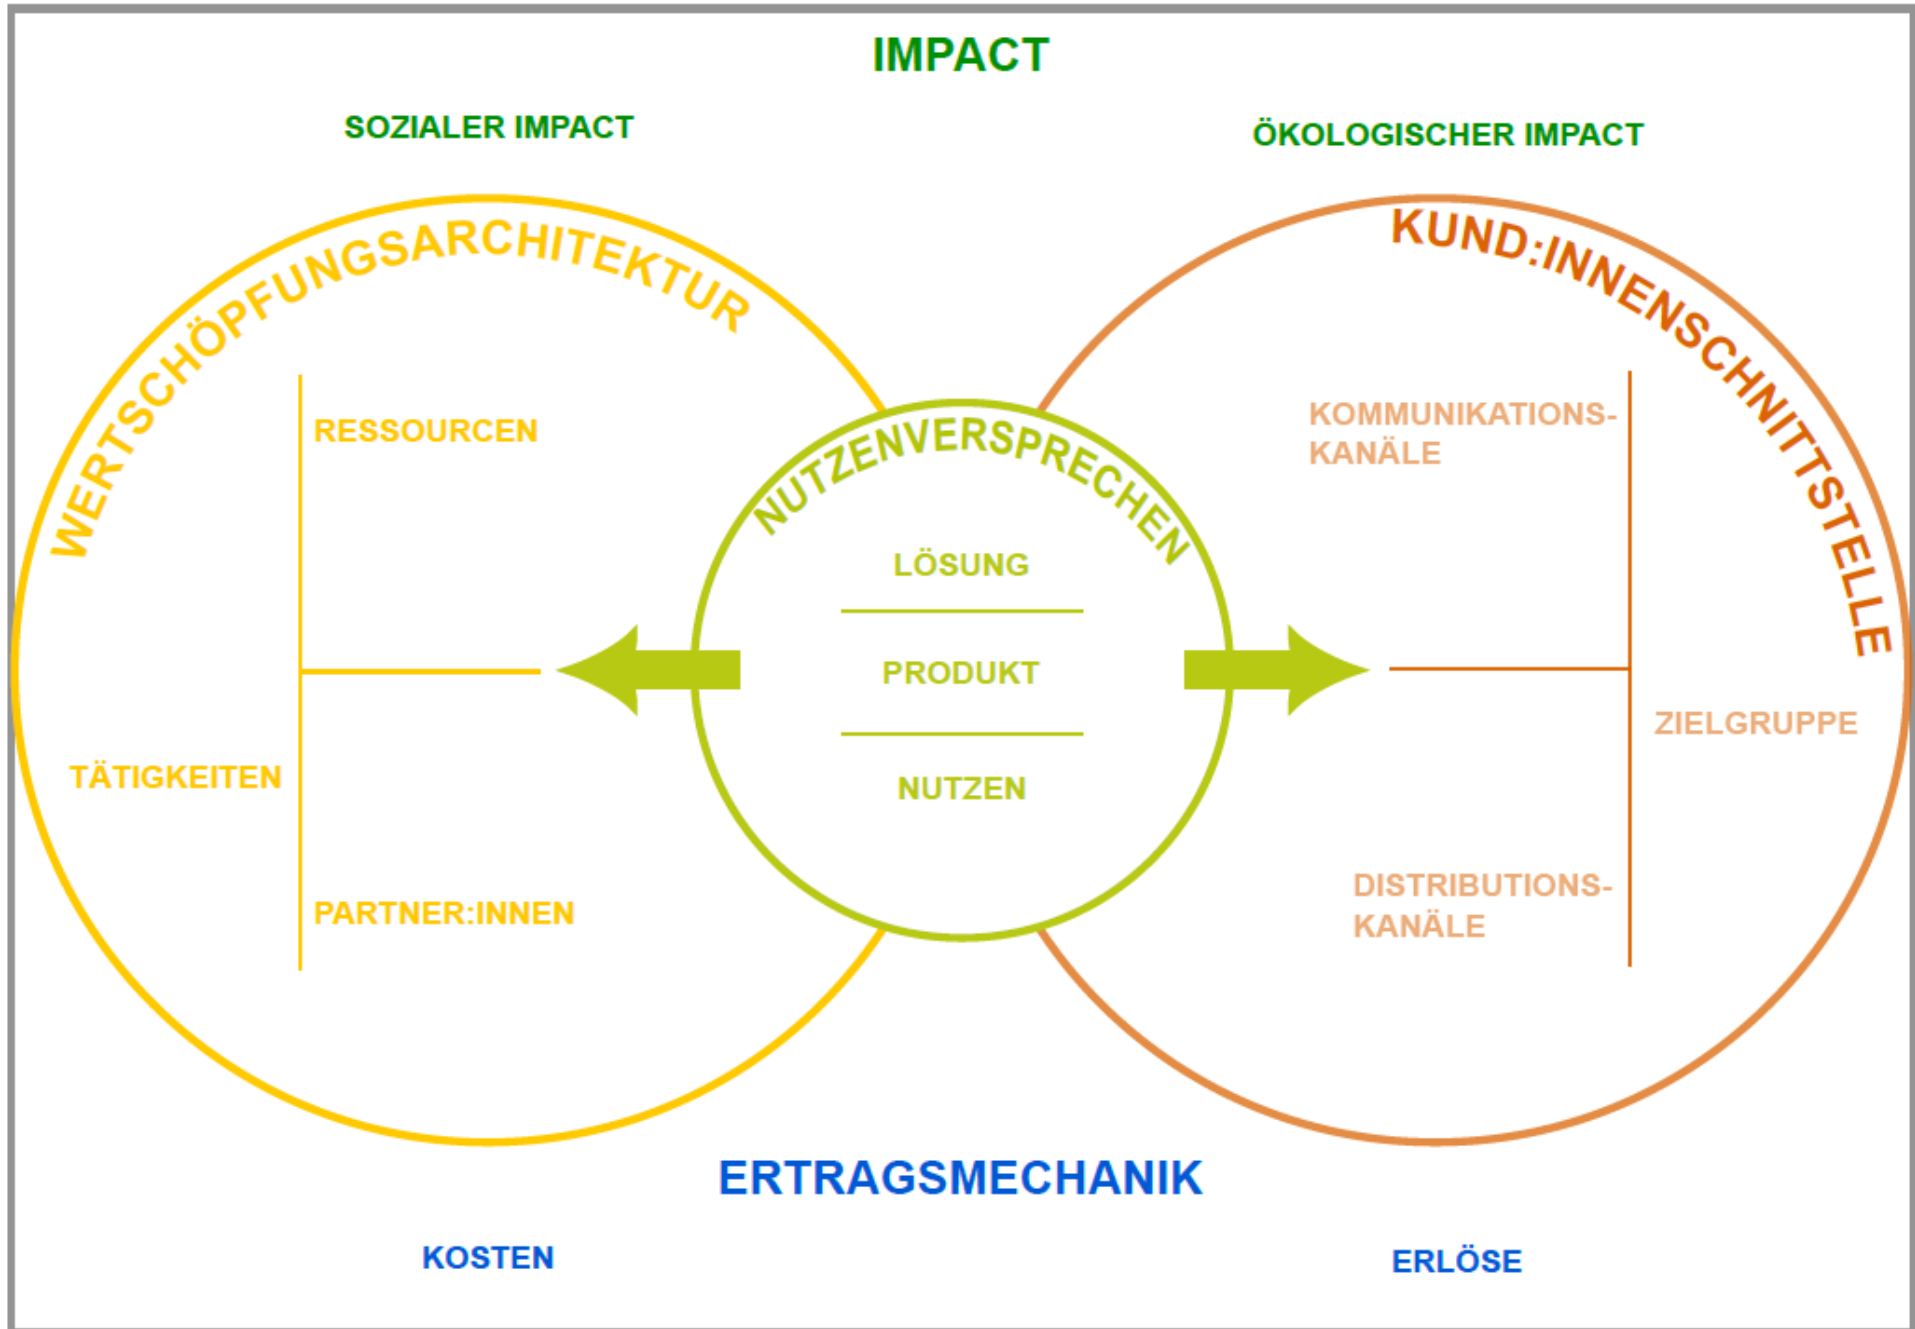 IMPACT
SOZIALER IMPACT
ÖKOLOGISCHER IMPACT
WERTSCHÖPFUNGSARCHITEKTUR
RESSOURCEN
TÄTIGKEITEN
PARTNER:INNEN
NUTZENVERSPRECHEN
LÖSUNG
PRODUKT
NUTZEN
KUND:INNENSCHNITTSTELLE
KOMMUNIKATIONS-
KANÄLE
ZIELGRUPPE
DISTRIBUTIONS-
KANÄLE
ERTRAGSMECHANIK
KOSTEN
ERLÖSE